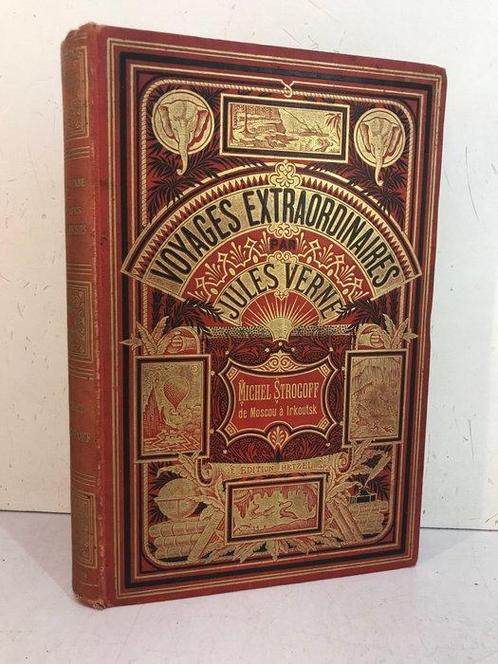 VOYAGES EXTRAORDINAIRES
PAR
JULES VERNE
MICHEL STROGOFF
de Moscou à Irkoutsk
ÉDITION HETZEL